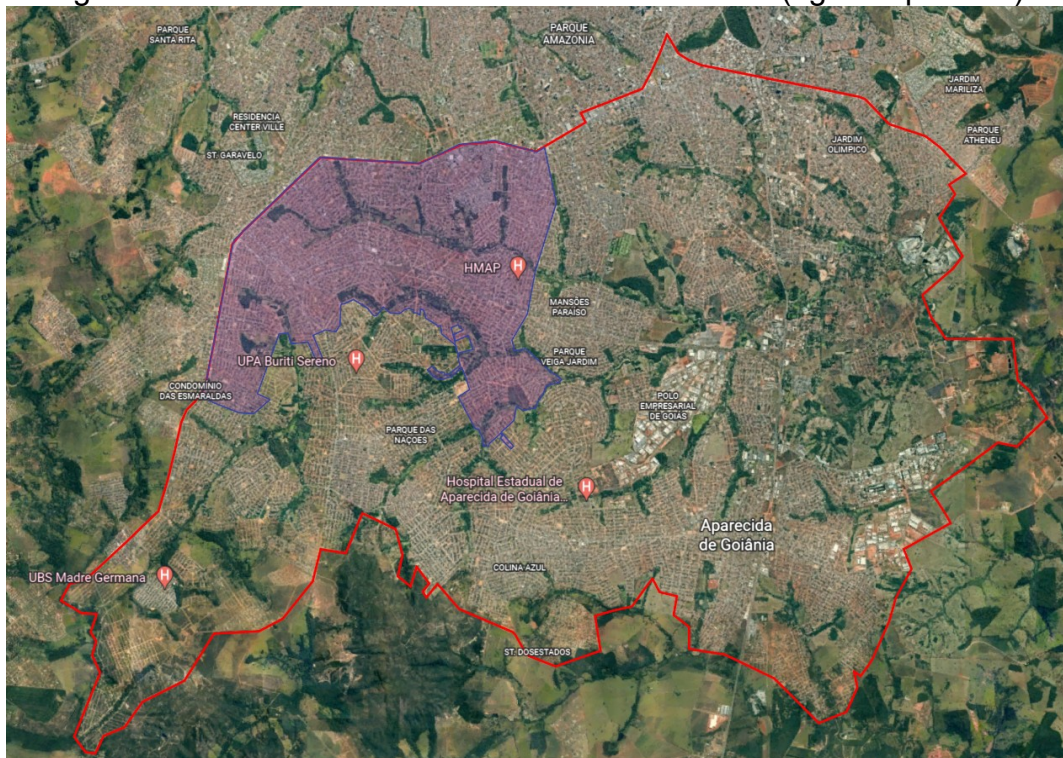 PARQUE
SANTA RITA
PARQUE
AMAZONIA
JARDIM
MARILIZA
RESIDENCIA
CENTER VILLE
PARQUE
ATHENEU
JARDIM
OLIMPICO
ST. GARAVELO
HMAP
H
MANSÕES
PARAISO
UPA Buriti Sereno
H
PARQUE
VEIGA JARDIM
CONDOMÍNIO
DAS ESMARALDAS
POLO
EMPRESARIAL
DE GOIÁS
PARQUE DAS
NAÇOES
Hospital Estadual de
Aparecida de Goiânia...
H
Aparecida
de Goiânia
COLINA AZUL
UBS Madre Germana
H
ST. DOSESTADOS